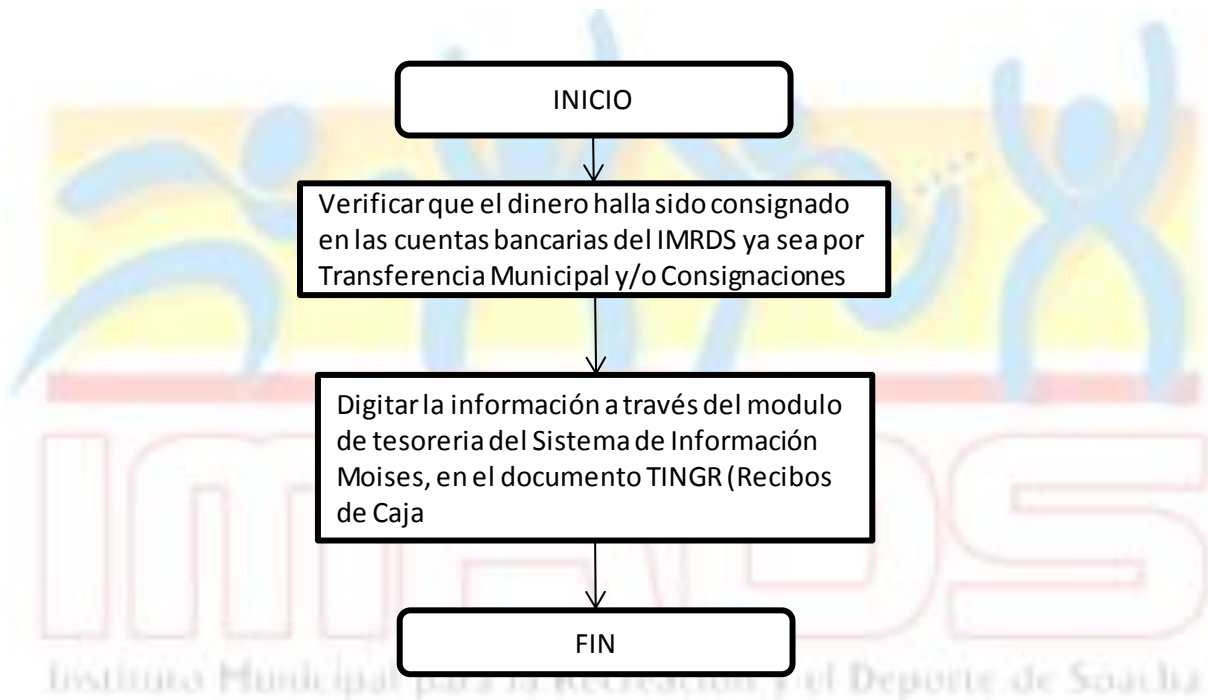 INICIO
Verificar que el dinero halla sido consignado
en las cuentas bancarias del IMRDS ya sea por
Transferencia Municipal y/o Consignaciones
Digitar la información a través del modulo
de tesoreria del Sistema de Información
Moises, en el documento TINGR (Recibos
de Caja
IMRDS
FIN
Instituto Municipal para la Recreación y el Deporte de Soacha